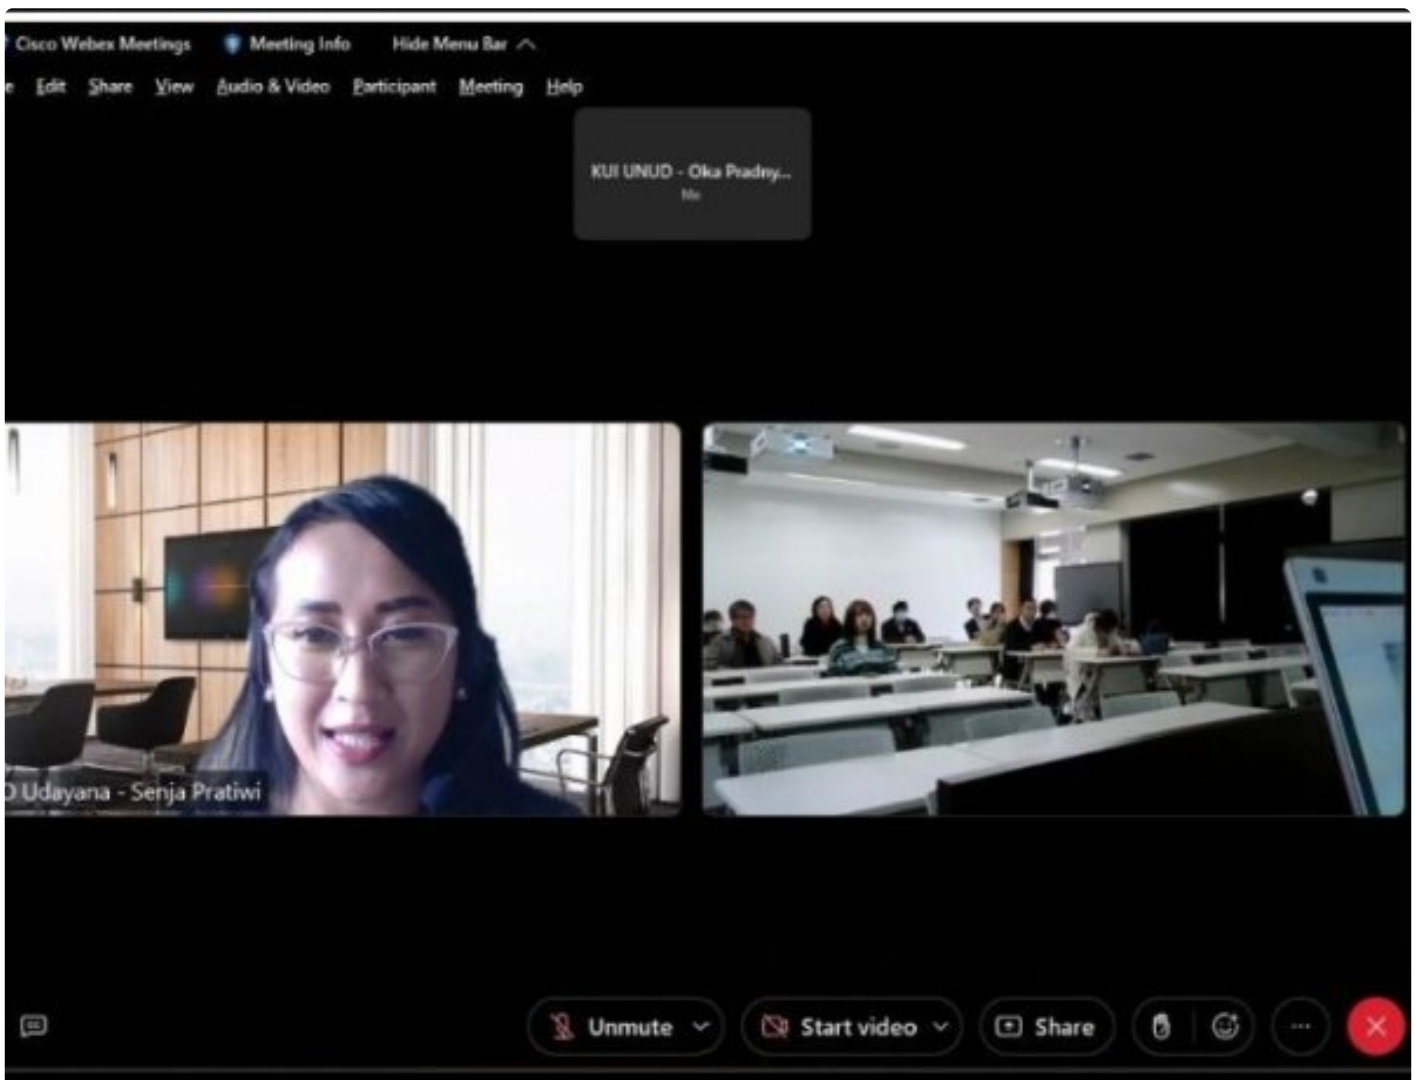 Cisco Webex Meetings Meeting Info Hide Menu Bar
e Edit Share View Audio & Video Participant Meeting Help
KUI UNUD - Oka Pradny...
Me
D Udayana - Senja Pratiwi
Unmute Start video Share